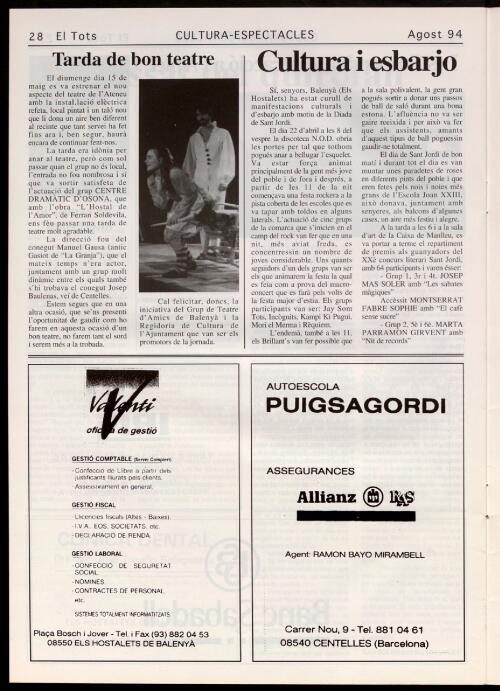 28 El Tots
CULTURA-ESPECTACLES
Agost 94
Tarda de bon teatre
El diumenge dia 15 de
maig es va estrenar el nou
aspecte del teatre de l'Ateneu
amb la instal.lació elèctrica
refeta, local pintat i un taló nou
que li dona un aire ben diferent
al recinte que tant servei ha fet
fins ara i, ben segur, haurà
encara de continuar fent-nos.
La tarda era idònia per
anar al teatre, però com sol
passar quan el grup no és local,
l'entrada no fou nombrosa i sí
que va sortir satisfeta de
l'actuació del grup CENTRE
DRAMÀTIC D'OSONA, que
amb l'obra "L'Hostal de
l'Amor", de Ferran Soldevila,
ens féu passar una tarda de
teatre molt agradable.
La direcció fou del
conegut Manuel Gausa (antic
Gasiot de "La Granja"), que el
mateix temps n'era actor,
juntament amb un grup molt
dinàmic entre els quals també
s'hi trobava el conegut Josep
Baulenas, veí de Centelles.
Estem segurs que en una
altra ocasió, que se'ns presenti
l'oportunitat de gaudir com ho
farem en aquesta ocasió d'un
bon teatre, no farem tant el sord
i serem més a la trobada.
Cal felicitar, doncs, la
iniciativa del Grup de Teatre
d'Amics de Balenyà i la
Regidoria de Cultura de
l'Ajuntament que van ser els
promotors de la jornada.
Cultura i esbarjo
Sí, senyors, Balenyà (Els
Hostalets) ha estat curull de
manifestacions culturals i
d'esbarjo amb motiu de la Diada
de Sant Jordi.
El dia 22 d'abril a les 8 del
vespre la discoteca N.O.D. obria
les portes per tal que tothom
pogués anar a bellugar l'esquelet.
Va estar força animat
principalment de la gent més jove
del poble i de fora i després, a
partir de les 11 de la nit
començava una festa rockera a la
pista coberta de les escoles que es
va tapar amb toldos en alguns
laterals. L'actuació de cinc grups
de la comarca que s'inicien en el
camp del rock van fer que en una
nit, més aviat freda, es
concentressin un nombre de
joves considerable. Uns quants
seguidors d'un dels grups van ser
els que animaren la festa la qual
es feia com a prova del macro-
concert que es farà pels volts de
la festa major d'estiu. Els grups
participants van ser: Jay Som
Tots, Incògnits, Kampi Ki Pugui,
Mori el Merma i Rèquiem.
L'endemà, també a les 11,
els Brillant's van fer possible que
a la sala polivalent, la gent gran
pogués sortir a donar uns passos
de ball de saló durant una bona
estona. L'afluència no va ser
gaire reeixida i per això va fer
que els assistents, amants
d'aquest tipus de ball poguessin
gaudir-ne totalment.
El dia de Sant Jordi de bon
matí i durant tot el dia es van
muntar unes paradetes de roses
en diferents pints del poble i que
eren fetes pels nois i noies més
grans de l'Escola Joan XXIII,
això donava, juntament amb
senyeres, als balcons d'algunes
cases, un aire més festiu i alegre.
A la tarda a les 6 i a la sala
d'art de la Caixa de Manlleu, es
va portar a terme el repartiment
de premis als guanyadors del
XXè concurs literari Sant Jordi,
amb 64 participants i varen ésser:
- Grup 1, 3r i 4t. JOSEP
MAS SOLER amb "Les sabates
màgiques"
Accèssit MONTSERRAT
FABRE SOPHIE amb "El cafè
sense sucre"
- Grup 2, 5è i 6è. MARTA
PARRAMON GIRVENT amb
"Nit de records"
Valentí
oficina de gestió
GESTIÓ COMPTABLE (Servei Complert)
-Confecció de Llibre a partir dels
justificants lliurats pels clients.
-Assessorament en general.
GESTIÓ FISCAL
-Llicències fiscals (Altes - Baixes).
-I.V.A., EOS, SOCIETATS, etc.
-DECLARACIÓ DE RENDA
GESTIÓ LABORAL
-CONFECCIÓ DE SEGURETAT
SOCIAL.
-NÒMINES.
-CONTRACTES DE PERSONAL.
etc.
SISTEMES TOTALMENT INFORMATITZATS
Plaça Bosch i Jover - Tel. i Fax (93) 882 04 53
08550 ELS HOSTALETS DE BALENYÀ
AUTOESCOLA
PUIGSAGORDI
ASSEGURANCES
Allianz RAS
Agent: RAMON BAYO MIRAMBELL
Carrer Nou, 9 - Tel. 881 04 61
08540 CENTELLES (Barcelona)